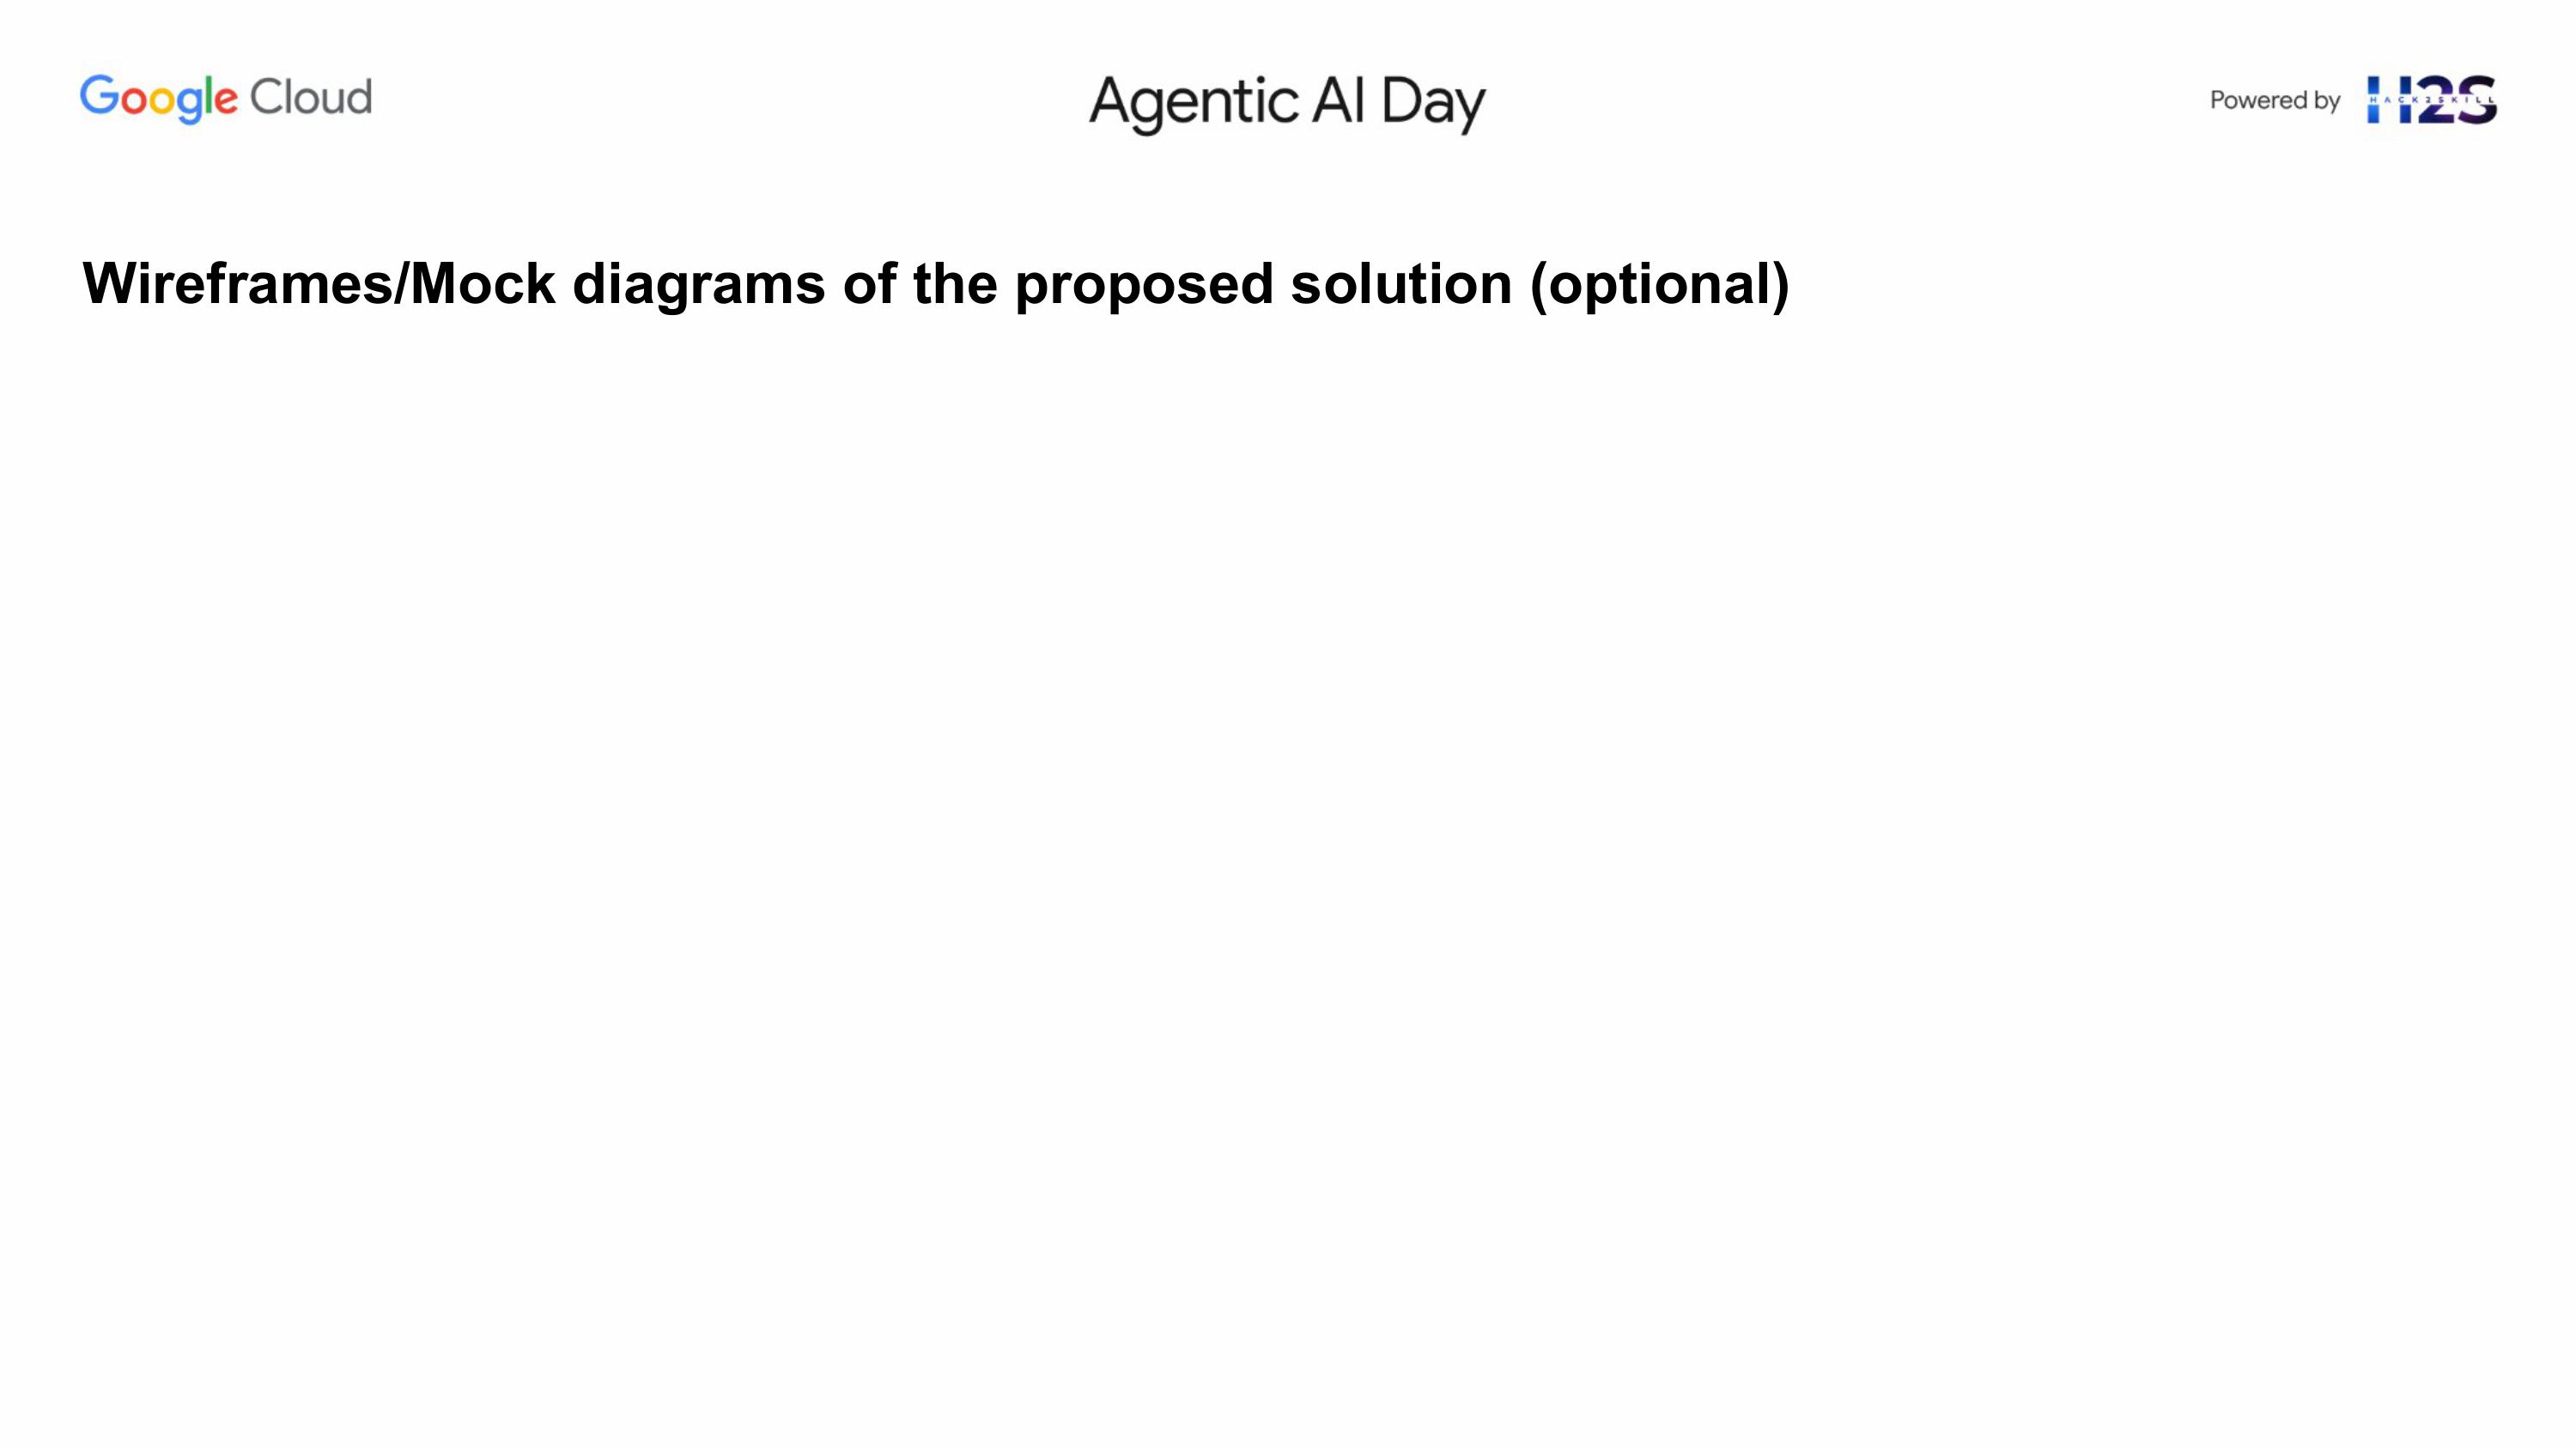 Google Cloud
Agentic AI Day
Powered by
H2S
HACK2SKILL
Wireframes/Mock diagrams of the proposed solution (optional)